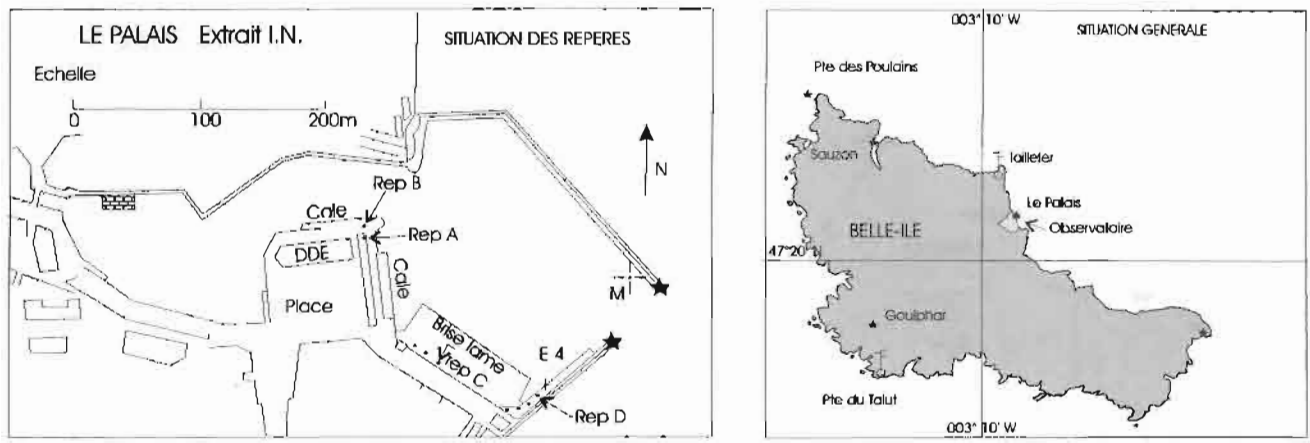 LE PALAIS Extrait I.N.
SITUATION DES REPERES
Echelle
0 100 200m
N
Rep B
Cale
Rep A
DDE
Cale
M
Place
Brise lame
rep C
E 4
Rep D
003° 10' W
SITUATION GENERALE
Pte des Poulains
Sauzon
Taillefer
Le Palais
BELLE-ILE
Observatoire
47°20' N
Goulphar
Pte du Talut
003° 10' W